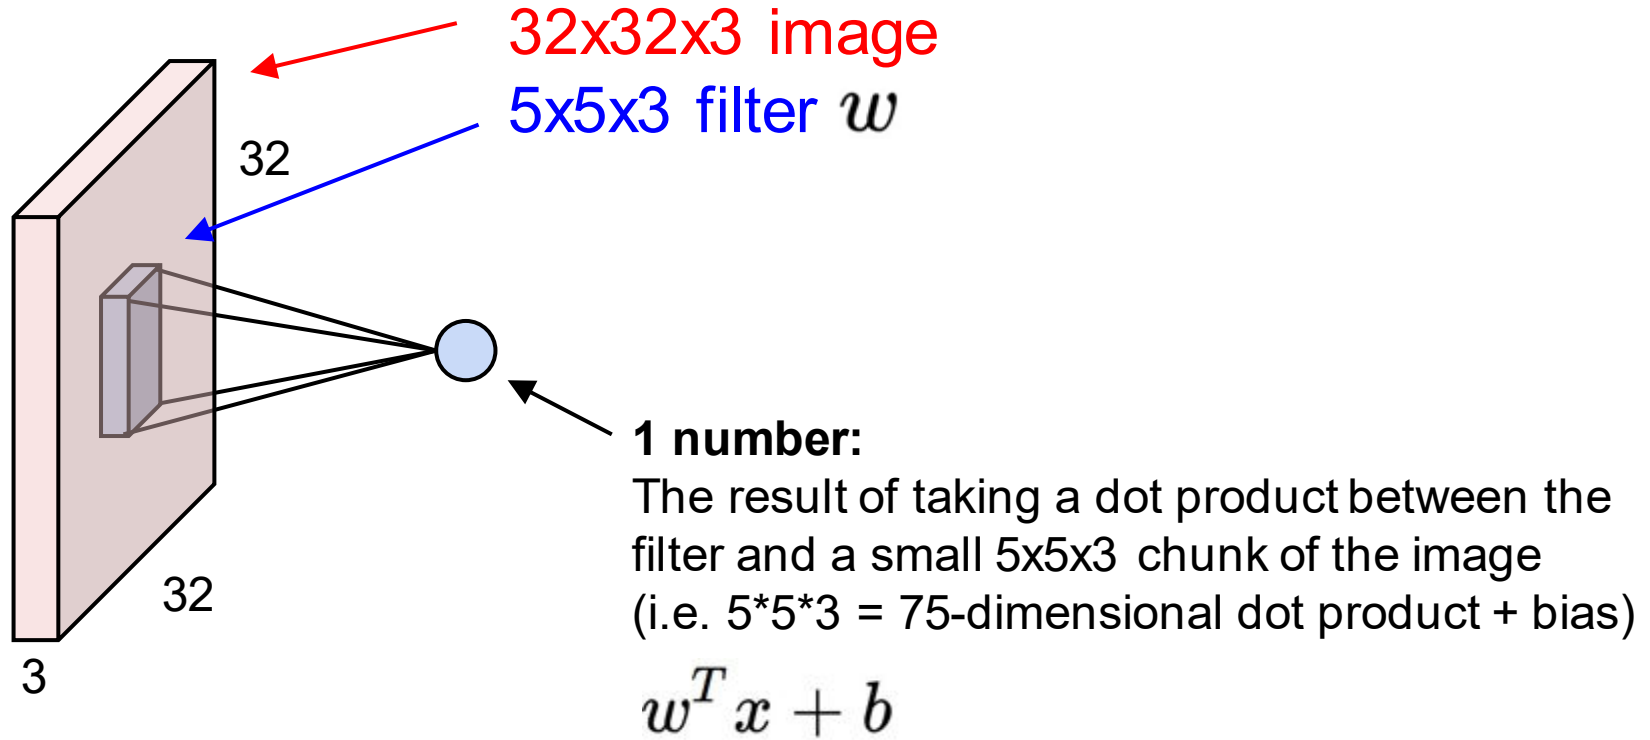 32x32x3 image
5x5x3 filter w
32
32
3
1 number:
The result of taking a dot product between the
filter and a small 5x5x3 chunk of the image
(i.e. 5*5*3 = 75-dimensional dot product + bias)
w^T x + b